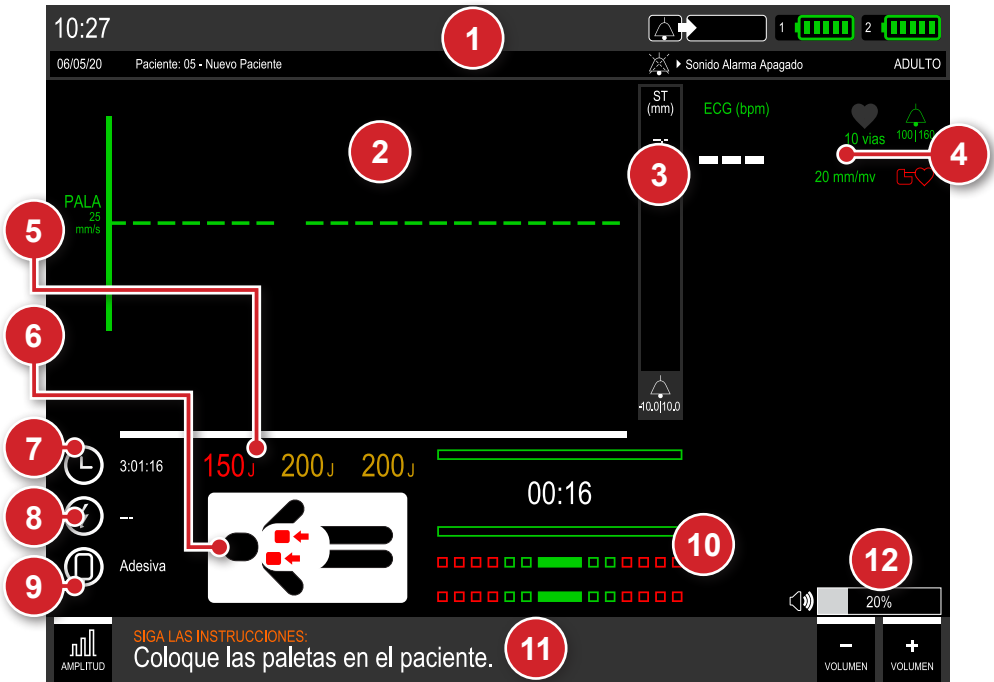 10:27
1
1
2
06/05/20
Paciente: 05 - Nuevo Paciente
Sonido Alarma Apagado
ADULTO
ST
(mm)
--
ECG (bpm)
---
10 vias
100|160
20 mm/mv
2
3
4
PALA
25
mm/s
5
6
-10.0|10.0
7
3:01:16
150J
200J
200J
00:16
8
--
9
Adesiva
10
12
20%
AMPLITUD
SIGA LAS INSTRUCCIONES:
Coloque las paletas en el paciente.
11
−
VOLUMEN
+
VOLUMEN